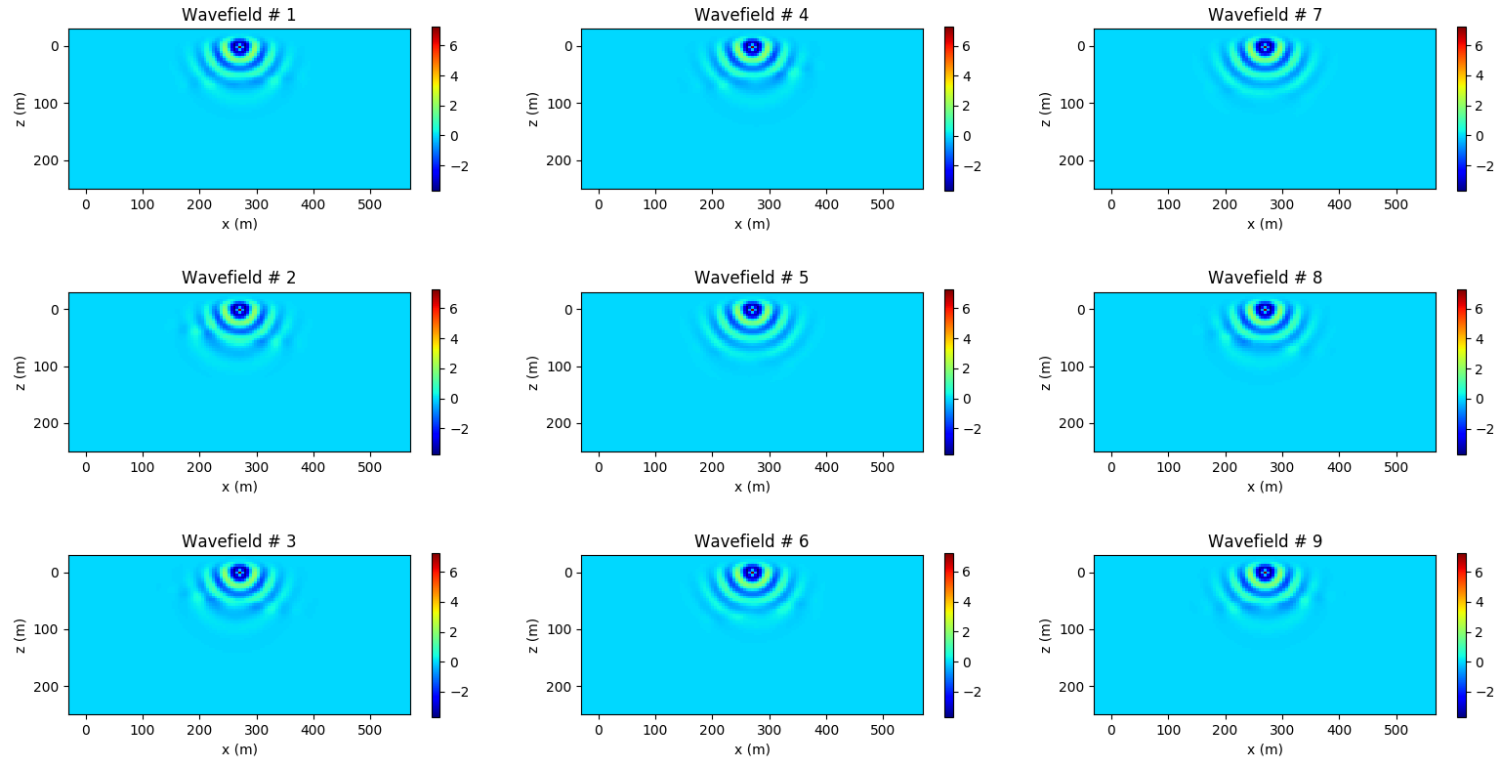 Wavefield # 1
0
100
200
z (m)
0 100 200 300 400 500
x (m)
6
4
2
0
−2
Wavefield # 4
0
100
200
z (m)
0 100 200 300 400 500
x (m)
6
4
2
0
−2
Wavefield # 7
0
100
200
z (m)
0 100 200 300 400 500
x (m)
6
4
2
0
−2
Wavefield # 2
0
100
200
z (m)
0 100 200 300 400 500
x (m)
6
4
2
0
−2
Wavefield # 5
0
100
200
z (m)
0 100 200 300 400 500
x (m)
6
4
2
0
−2
Wavefield # 8
0
100
200
z (m)
0 100 200 300 400 500
x (m)
6
4
2
0
−2
Wavefield # 3
0
100
200
z (m)
0 100 200 300 400 500
x (m)
6
4
2
0
−2
Wavefield # 6
0
100
200
z (m)
0 100 200 300 400 500
x (m)
6
4
2
0
−2
Wavefield # 9
0
100
200
z (m)
0 100 200 300 400 500
x (m)
6
4
2
0
−2